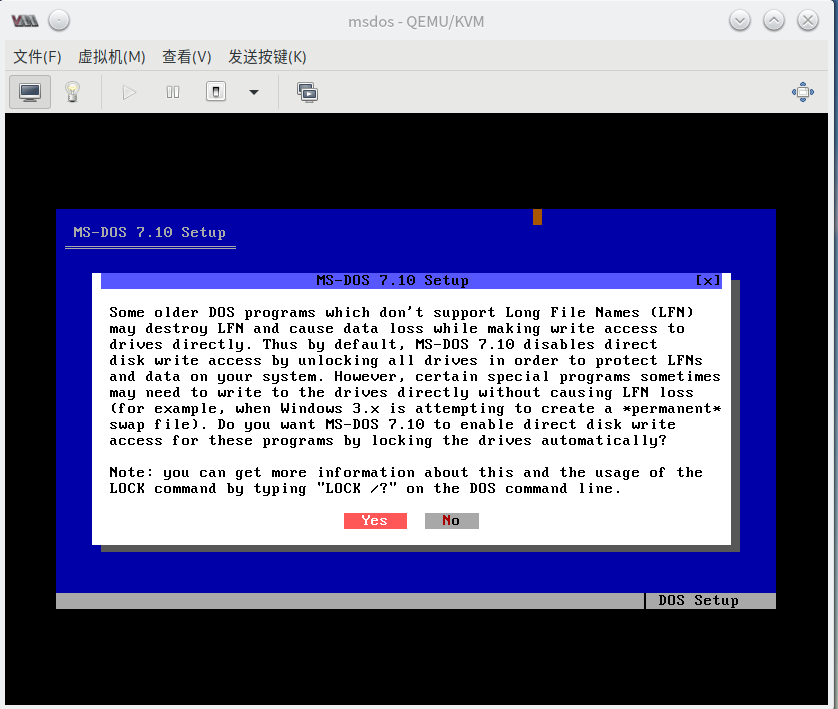 msdos - QEMU/KVM
文件(F) 虚拟机(M) 查看(V) 发送按键(K)
MS-DOS 7.10 Setup
MS-DOS 7.10 Setup [x]
Some older DOS programs which don't support Long File Names (LFN)
may destroy LFN and cause data loss while making write access to
drives directly. Thus by default, MS-DOS 7.10 disables direct
disk write access by unlocking all drives in order to protect LFNs
and data on your system. However, certain special programs sometimes
may need to write to the drives directly without causing LFN loss
(for example, when Windows 3.x is attempting to create a *permanent*
swap file). Do you want MS-DOS 7.10 to enable direct disk write
access for these programs by locking the drives automatically?
Note: you can get more information about this and the usage of the
LOCK command by typing "LOCK /?" on the DOS command line.
Yes No
DOS Setup